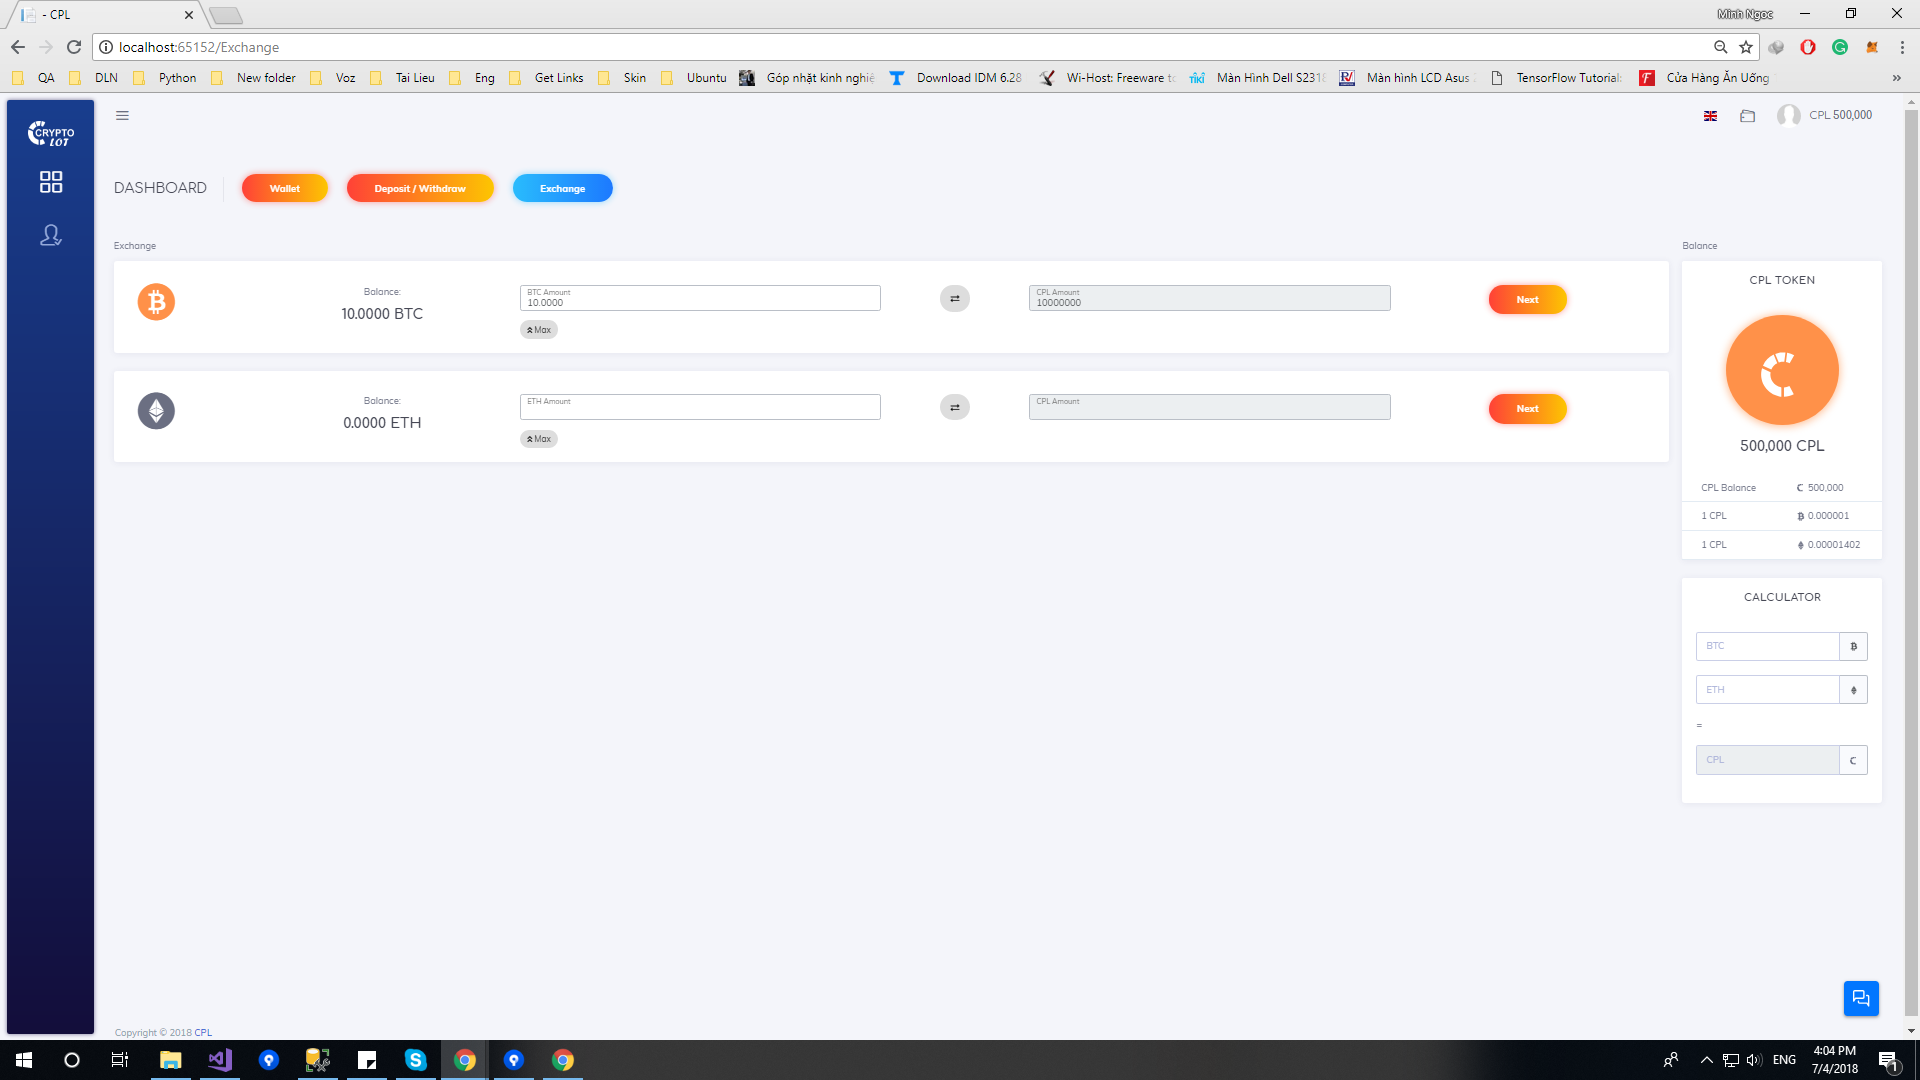 - CPL
Minh Ngoc
localhost:65152/Exchange
QA DLN Python New folder Voz Tai Lieu Eng Get Links Skin Ubuntu Góp nhặt kinh nghiệ Download IDM 6.28 Wi-Host: Freeware to Màn Hình Dell S2318 Màn hình LCD Asus TensorFlow Tutorial: Cửa Hàng Ăn Uống »
CRYPTO
LOT
CPL 500,000
DASHBOARD
Wallet
Deposit / Withdraw
Exchange
Exchange
Balance:
10.0000 BTC
BTC Amount
10.0000
Max
CPL Amount
10000000
Next
Balance:
0.0000 ETH
ETH Amount
Max
CPL Amount
Next
Balance
CPL TOKEN
500,000 CPL
CPL Balance 500,000
1 CPL 0.000001
1 CPL 0.00001402
CALCULATOR
BTC
ETH
=
CPL
Copyright © 2018 CPL
ENG
4:04 PM
7/4/2018
1